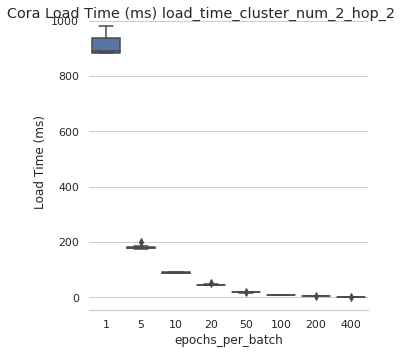 Cora Load Time (ms) load_time_cluster_num_2_hop_2
1000
800
600
400
200
0
Load Time (ms)
1 5 10 20 50 100 200 400
epochs_per_batch